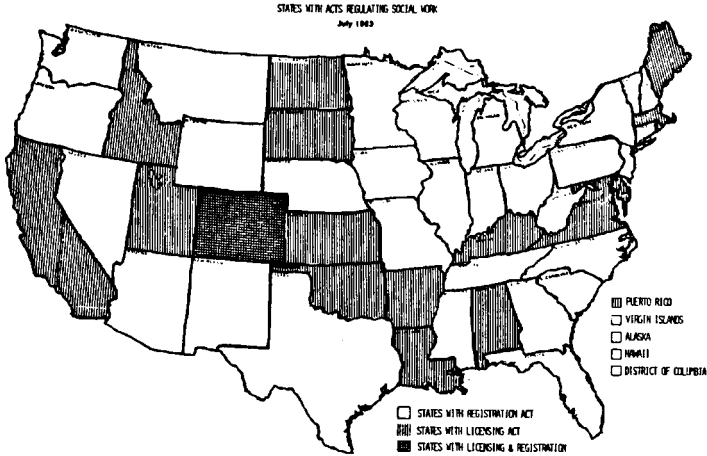 STATES WITH ACTS REGULATING SOCIAL WORK
July 1983
PUERTO RICO
VIRGIN ISLANDS
ALASKA
HAWAII
DISTRICT OF COLUMBIA
STATES WITH REGISTRATION ACT
STATES WITH LICENSING ACT
STATES WITH LICENSING & REGISTRATION